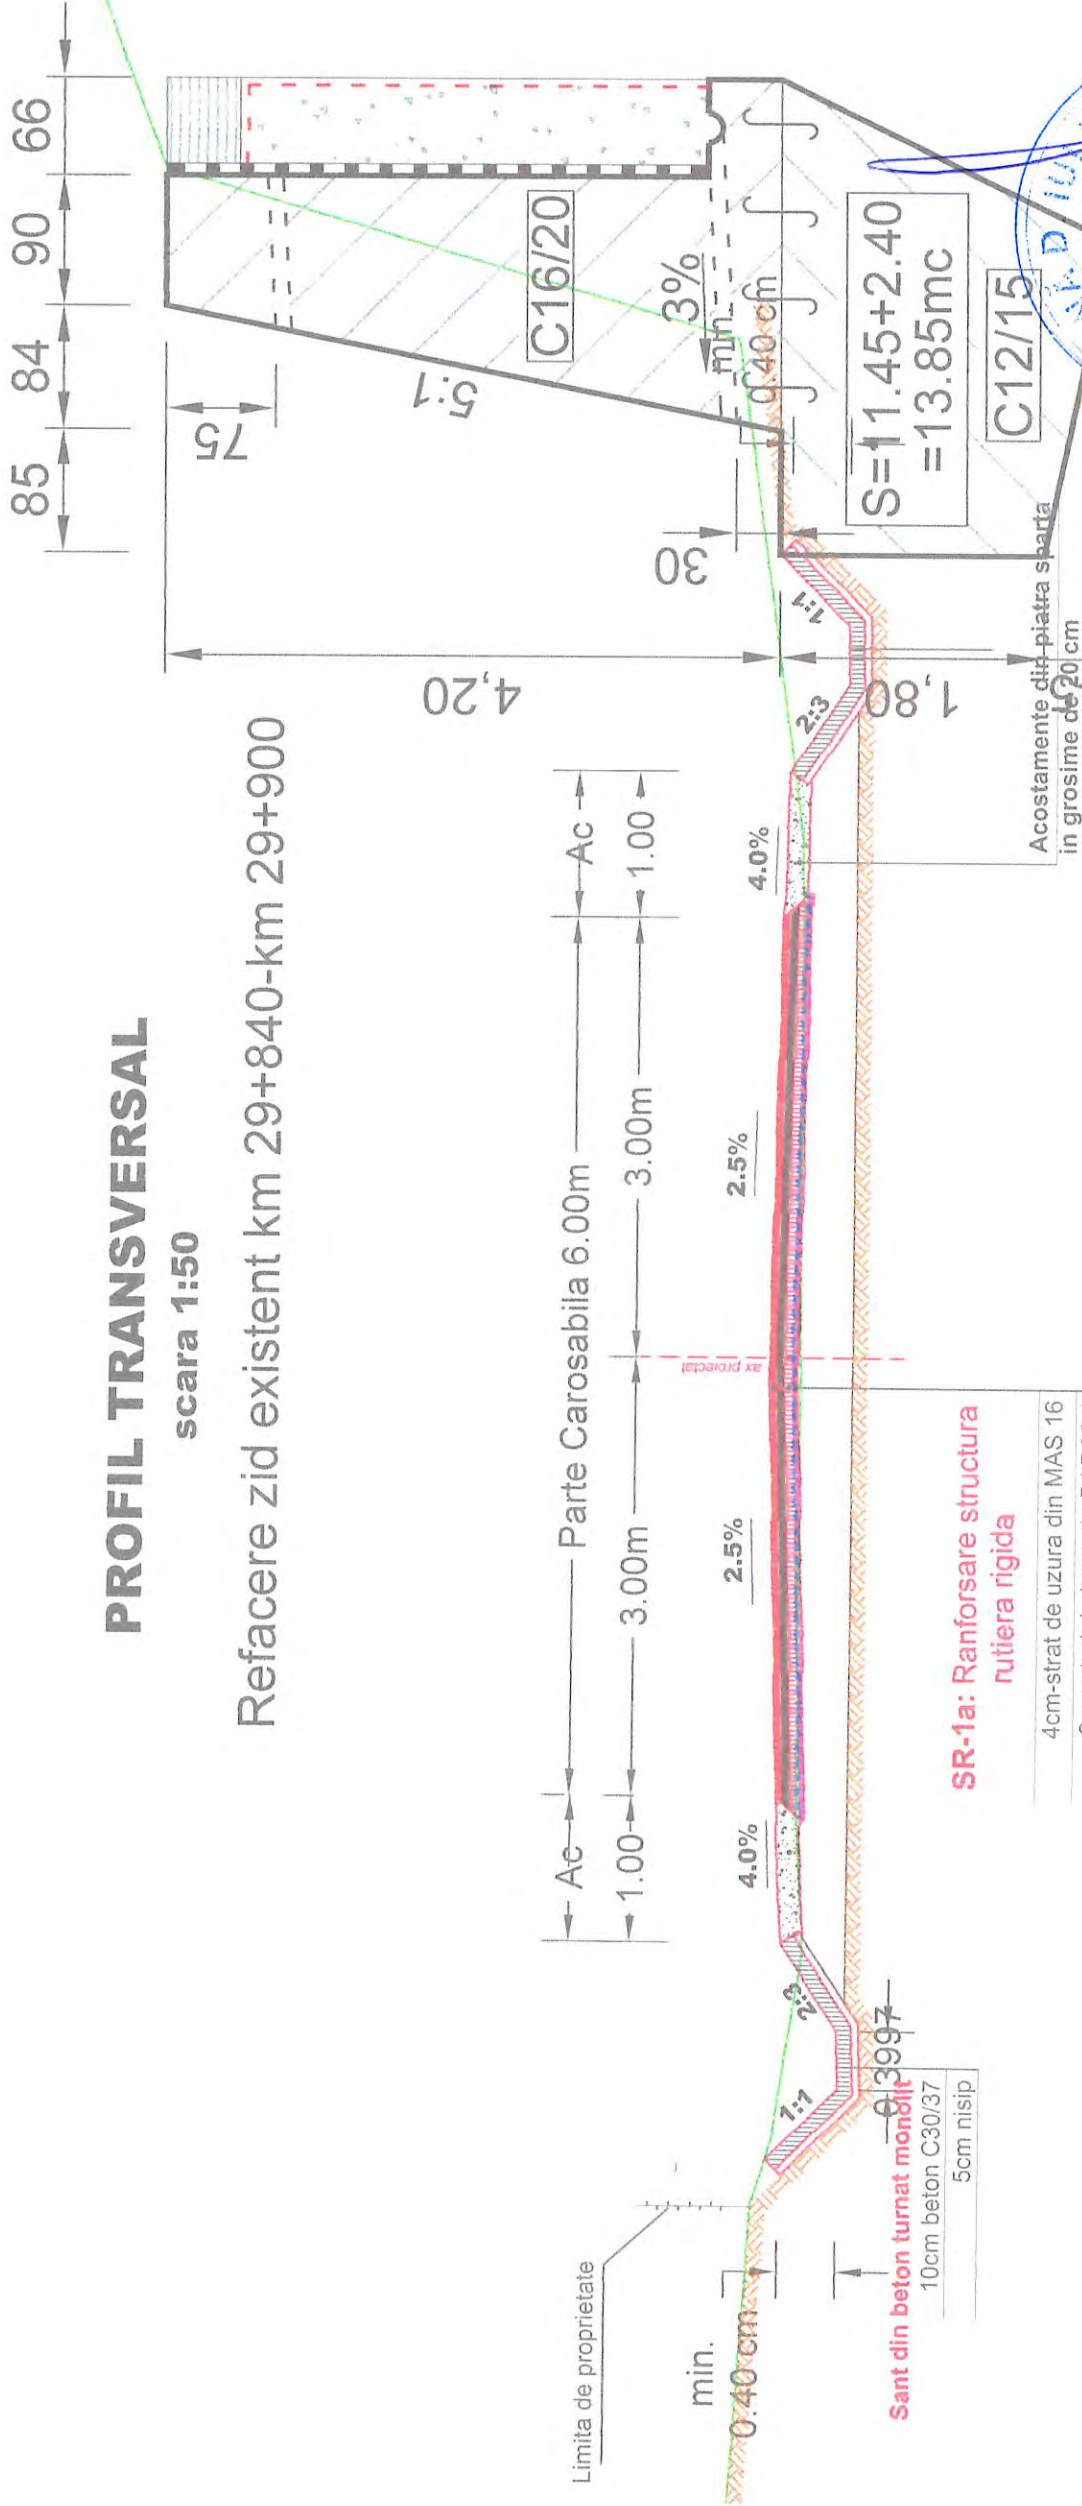 PROFIL TRANSVERSAL
scara 1:50
Refacere zid existent km 29+840-km 29+900
85
84
90
66
75
5:1
C16/20
4,20
30
3%
min.
0.40 cm
S=11.45+2.40
=13.85mc
C12/15
1,80
1:1
2:3
Ac
Parte Carosabila 6.00m
Ac
1.00
3.00m
3.00m
1.00
4.0%
2.5%
2.5%
4.0%
ax proiectat
2:3
1:1
Limita de proprietate
min.
0.40 cm
0.3997
Sant din beton turnat monolit
10cm beton C30/37
5cm nisip
SR-1a: Ranforsare structura
rutiera rigida
4cm-strat de uzura din MAS 16
Acostamente din piatra sparta
in grosime de 20 cm